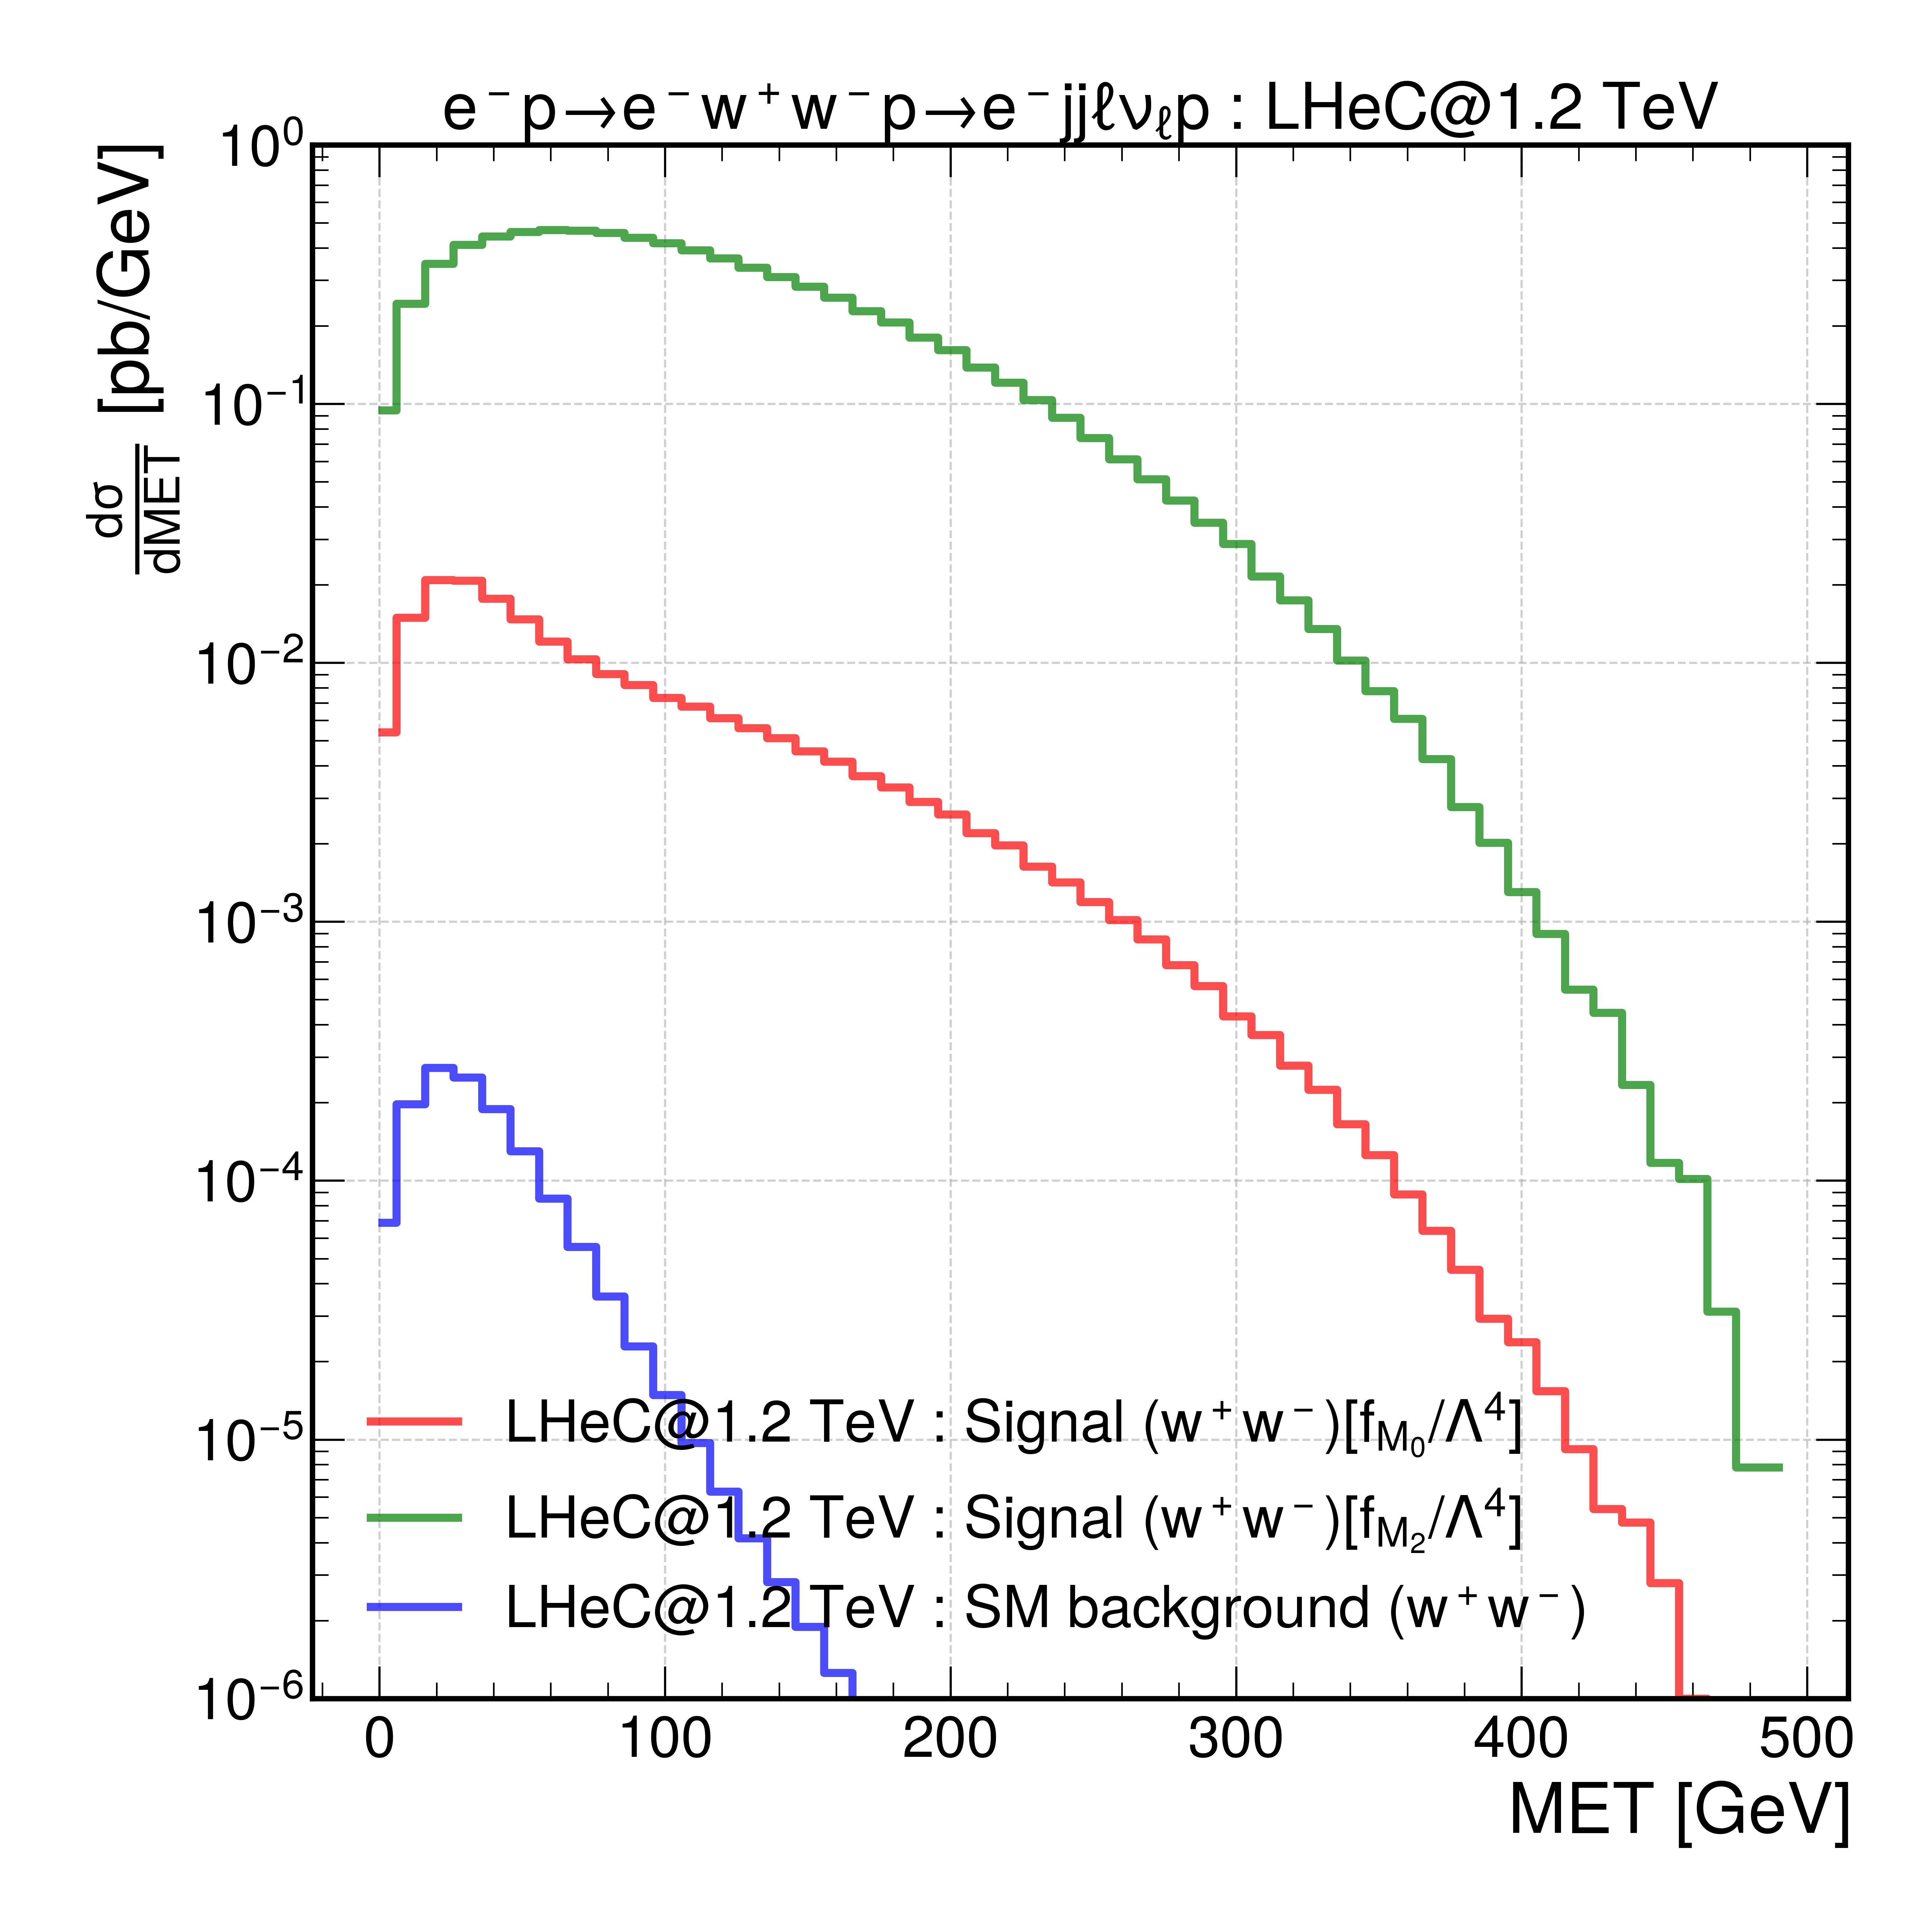 e⁻p→e⁻w⁺w⁻p→e⁻jjℓνℓp : LHeC@1.2 TeV
dσ/dMET [pb/GeV]
10⁰
10⁻¹
10⁻²
10⁻³
10⁻⁴
10⁻⁵
10⁻⁶
LHeC@1.2 TeV : Signal (w⁺w⁻)[f_M₀/Λ⁴]
LHeC@1.2 TeV : Signal (w⁺w⁻)[f_M₂/Λ⁴]
LHeC@1.2 TeV : SM background (w⁺w⁻)
0 100 200 300 400 500
MET [GeV]